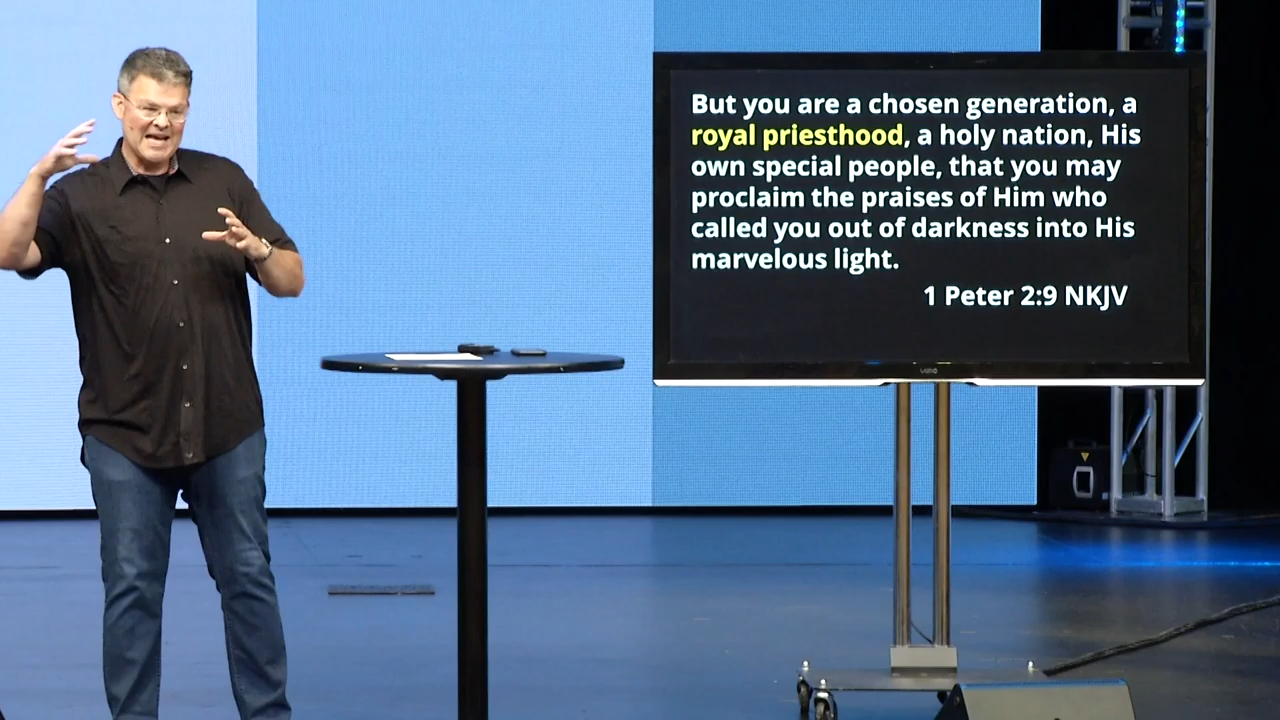 But you are a chosen generation, a
royal priesthood, a holy nation, His
own special people, that you may
proclaim the praises of Him who
called you out of darkness into His
marvelous light.
1 Peter 2:9 NKJV
VIZIO